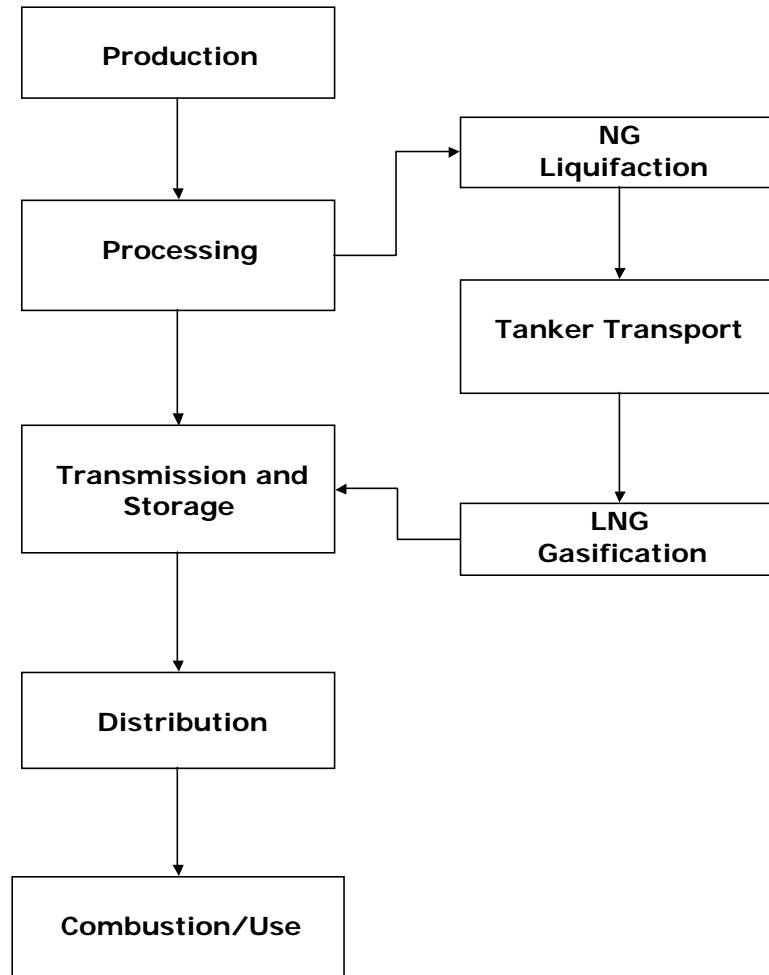 Production
NG
Liquifaction
Processing
Tanker Transport
Transmission and
Storage
LNG
Gasification
Distribution
Combustion/Use